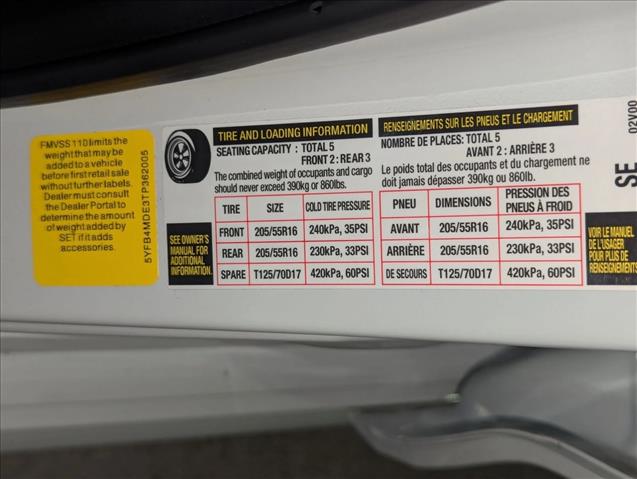 FMVSS 110 limits the
weight that may be
added to a vehicle
before first retail sale
without further labels.
Dealer must consult
the Dealer Portal to
determine the amount
of weight added by
SET if it adds
accessories.
5YFB4MDE3TP362005
TIRE AND LOADING INFORMATION
SEATING CAPACITY : TOTAL 5
FRONT 2 : REAR 3
The combined weight of occupants and cargo
should never exceed 390kg or 860lbs.
SEE OWNER'S
MANUAL FOR
ADDITIONAL
INFORMATION.
TIRE SIZE COLD TIRE PRESSURE
FRONT 205/55R16 240kPa, 35PSI
REAR 205/55R16 230kPa, 33PSI
SPARE T125/70D17 420kPa, 60PSI
RENSEIGNEMENTS SUR LES PNEUS ET LE CHARGEMENT
NOMBRE DE PLACES: TOTAL 5
AVANT 2 : ARRIÈRE 3
Le poids total des occupants et du chargement ne
doit jamais dépasser 390kg ou 860lb.
PNEU DIMENSIONS PRESSION DES
PNEUS À FROID
AVANT 205/55R16 240kPa, 35PSI
ARRIÈRE 205/55R16 230kPa, 33PSI
DE SECOURS T125/70D17 420kPa, 60PSI
VOIR LE MANUEL
DE L'USAGER
POUR PLUS DE
RENSEIGNEMENTS
SE
02V00